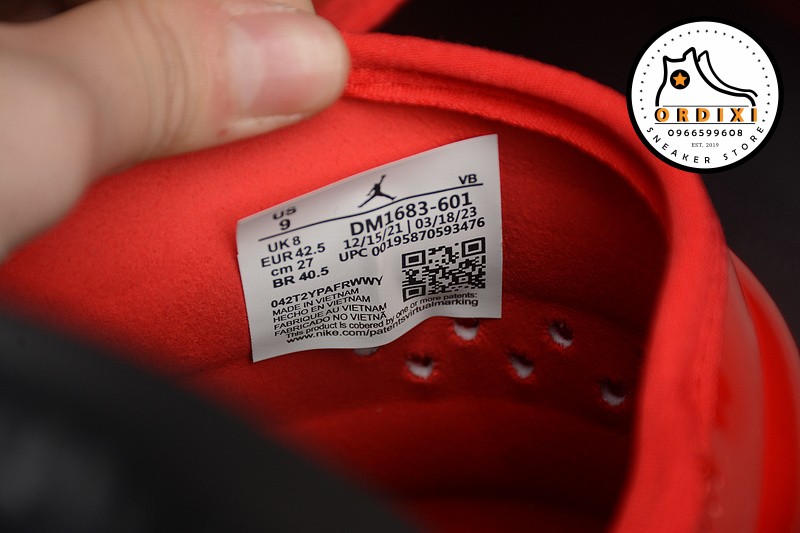 ORDIXI
0966599608
EST. 2019
SNEAKER STORE
US
9
VB
UK 8
EUR 42.5
cm 27
BR 40.5
DM1683-601
12/15/21 | 03/18/23
UPC 00195870593476
042T2YPAFRWWY
MADE IN VIETNAM
HECHO EN VIETNAM
FABRIQUE AU VIETNAM
FABRICADO NO VIETNÃ
This product Is cobered by one or more patents:
www.nike.com/patentsvirtualmarking